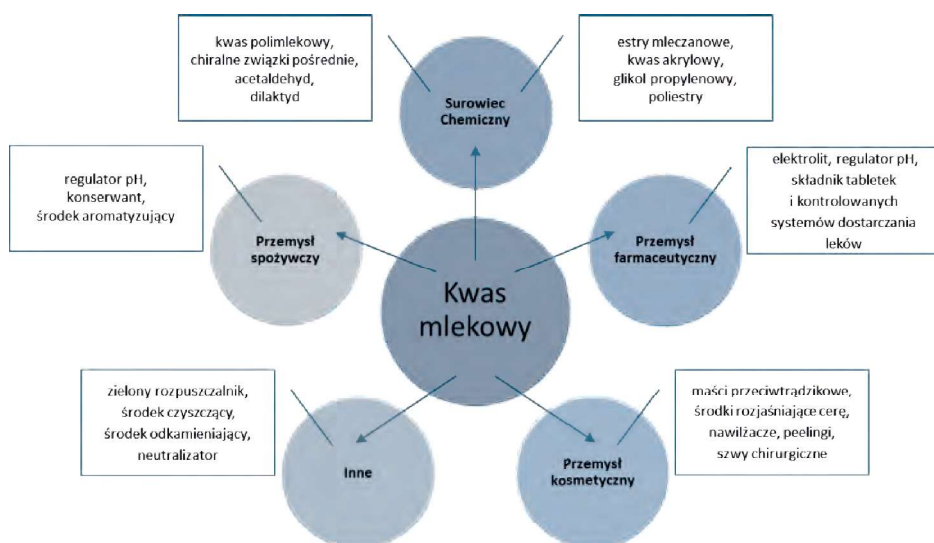 kwas polimlekowy,
chiralne związki pośrednie,
acetaldehyd,
dilaktyd
estry mleczanowe,
kwas akrylowy,
glikol propylenowy,
poliestry
Surowiec
Chemiczny
regulator pH,
konserwant,
środek aromatyzujący
Przemysł
spożywczy
elektrolit, regulator pH,
składnik tabletek
i kontrolowanych
systemów dostarczania
leków
Przemysł
farmaceutyczny
Kwas
mlekowy
zielony rozpuszczalnik,
środek czyszczący,
środek odkamieniający,
neutralizator
Inne
maści przeciwtrądzikowe,
środki rozjaśniające cerę,
nawilżacze, peelingi,
szwy chirurgiczne
Przemysł
kosmetyczny